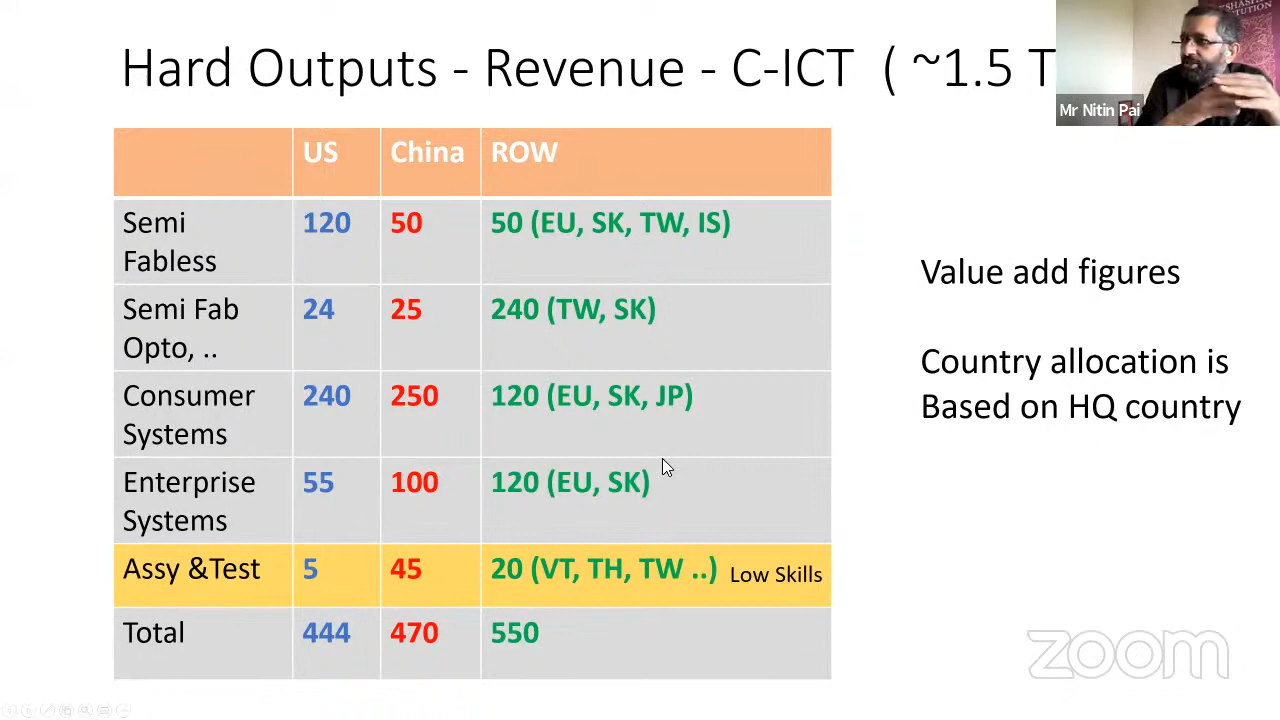 Hard Outputs - Revenue - C-ICT ( ~1.5 T
Mr Nitin Pai
US China ROW
Semi Fabless 120 50 50 (EU, SK, TW, IS)
Semi Fab Opto, .. 24 25 240 (TW, SK)
Consumer Systems 240 250 120 (EU, SK, JP)
Enterprise Systems 55 100 120 (EU, SK)
Assy &Test 5 45 20 (VT, TH, TW ..) Low Skills
Total 444 470 550
Value add figures
Country allocation is
Based on HQ country
zoom